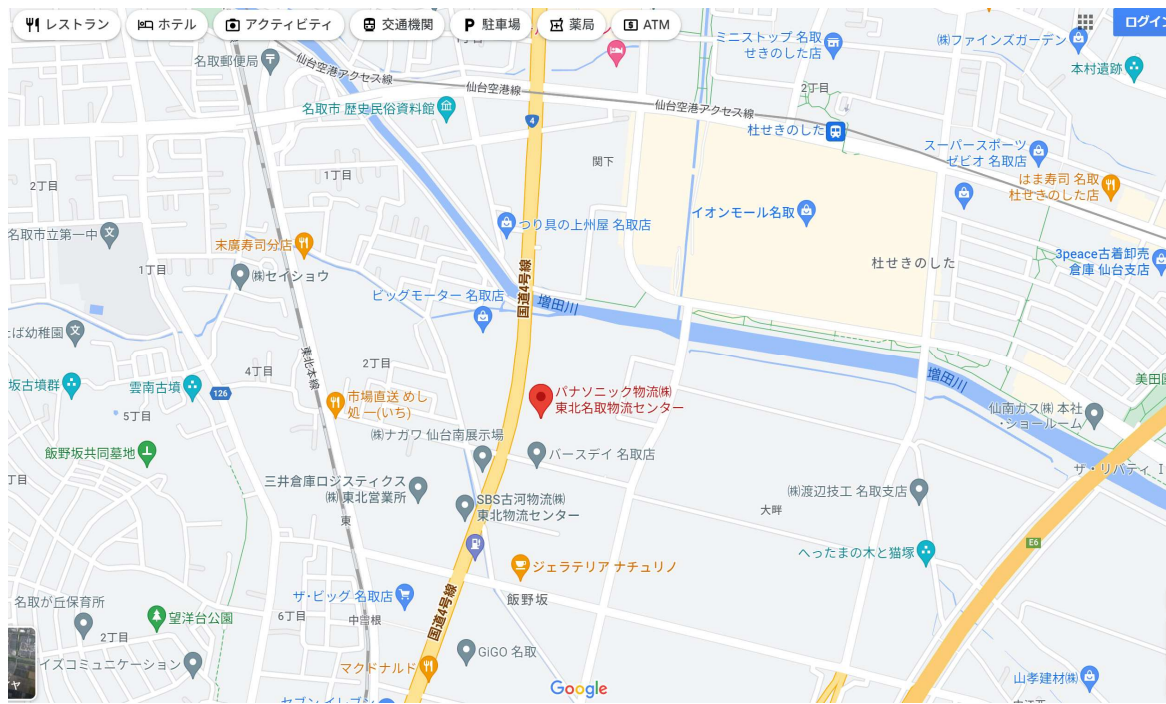 レストラン
ホテル
アクティビティ
交通機関
駐車場
薬局
ATM
ログイン
ミニストップ 名取
せきのした店
㈱ファインズガーデン
名取郵便局
仙台空港アクセス線
仙台空港線
仙台空港アクセス線
本村遺跡
2丁目
名取市 歴史民俗資料館
4
杜せきのした
スーパースポーツ
ゼビオ 名取店
関下
はま寿司 名取
杜せきのした店
1丁目
2丁目
イオンモール名取
つり具の上州屋 名取店
名取市立第一中
末廣寿司分店
杜せきのした
3peace古着卸売
倉庫 仙台支店
1丁目
㈱セイショウ
国道4号線
ビッグモーター 名取店
増田川
たば幼稚園
東北本線
2丁目
4丁目
増田川
美田園
坂古墳群
雲南古墳
126
市場直送 めし
処 一(いち)
パナソニック物流㈱
東北名取物流センター
5丁目
仙南ガス㈱ 本社
・ショールーム
㈱ナガワ 仙台南展示場
飯野坂共同墓地
バースデイ 名取店
ザ・リバティ I
丁目
三井倉庫ロジスティクス
㈱ 東北営業所
㈱渡辺技工 名取支店
SBS古河物流㈱
東北物流センター
大畔
東
E6
へったまの木と猫塚
ジェラテリア ナチュリノ
ザ・ビッグ 名取店
飯野坂
名取が丘保育所
望洋台公園
6丁目
中曽根
国道4号線
2丁目
イズコミュニケーション
GiGO 名取
マクドナルド
山孝建材㈱
Google
セブン‐イレブン